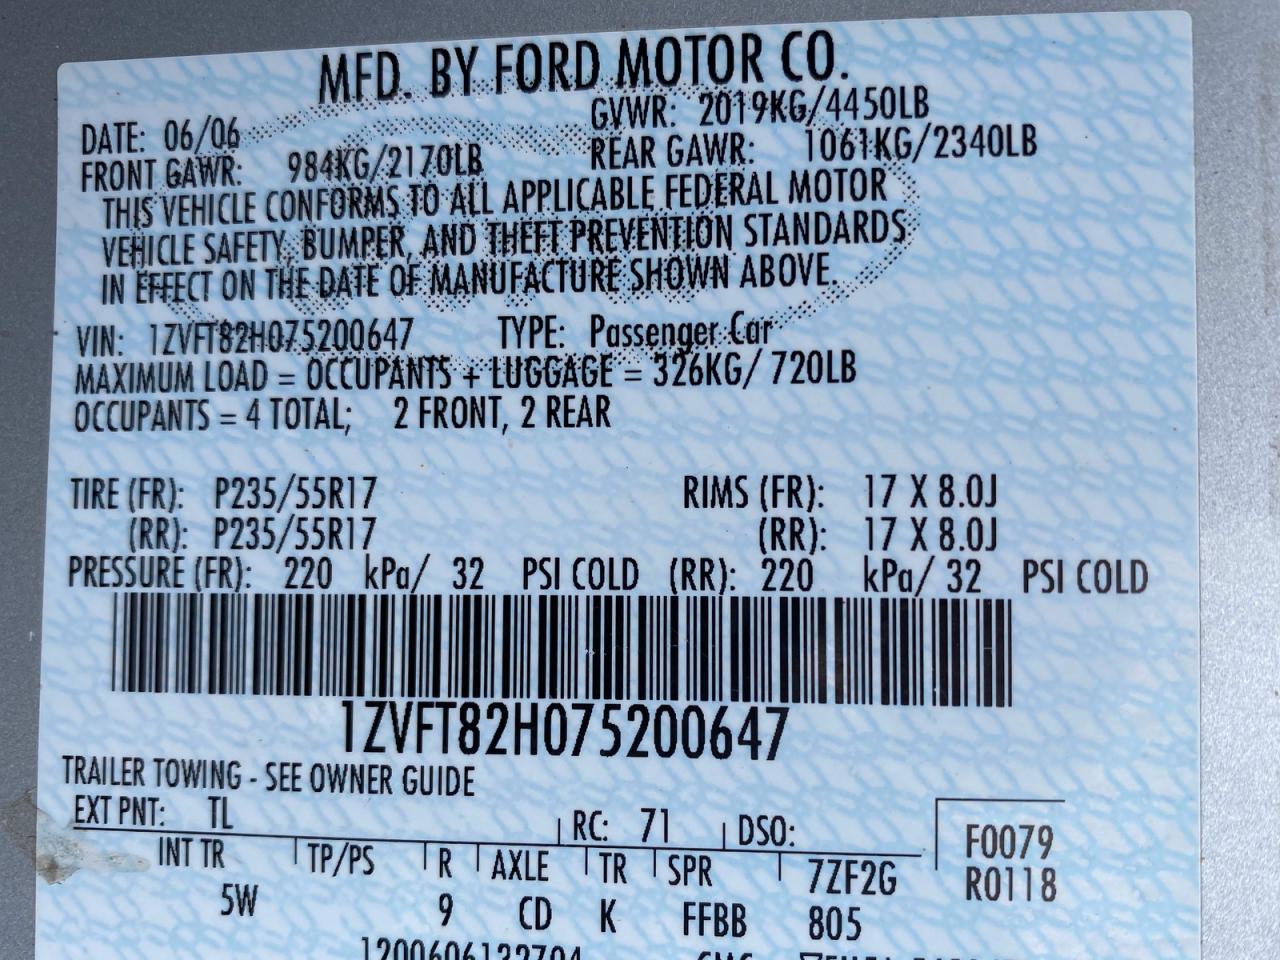 MFD. BY FORD MOTOR CO.
DATE: 06/06 GVWR: 2019KG/4450LB
FRONT GAWR: 984KG/2170LB REAR GAWR: 1061KG/2340LB
THIS VEHICLE CONFORMS TO ALL APPLICABLE FEDERAL MOTOR
VEHICLE SAFETY, BUMPER, AND THEFT PREVENTION STANDARDS
IN EFFECT ON THE DATE OF MANUFACTURE SHOWN ABOVE.
VIN: 1ZVFT82H075200647 TYPE: Passenger Car
MAXIMUM LOAD = OCCUPANTS + LUGGAGE = 326KG/ 720LB
OCCUPANTS = 4 TOTAL; 2 FRONT, 2 REAR
TIRE (FR): P235/55R17 RIMS (FR): 17 X 8.0J
(RR): P235/55R17 (RR): 17 X 8.0J
PRESSURE (FR): 220 kPa/ 32 PSI COLD (RR): 220 kPa/ 32 PSI COLD
1ZVFT82H075200647
TRAILER TOWING - SEE OWNER GUIDE
EXT PNT: TL RC: 71 DSO: F0079
INT TR TP/PS R AXLE TR SPR 7ZF2G R0118
5W 9 CD K FFBB 805